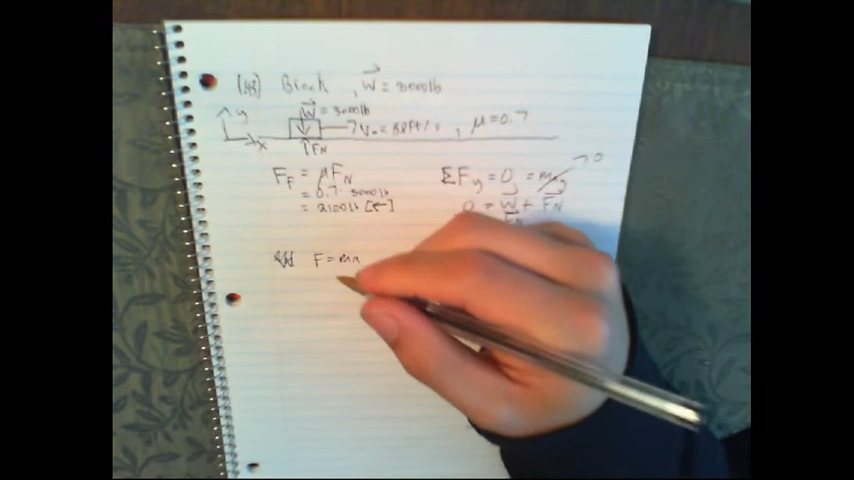 Block , W = 3000lb
y W = 3000lb
x FN V₀ = 88ft/s , μ = 0.7
FF = μFN
= 0.7 · 3000lb
= 2100lb [←]
ΣFy = 0 = may → 0
0 = W + FN
F = ma